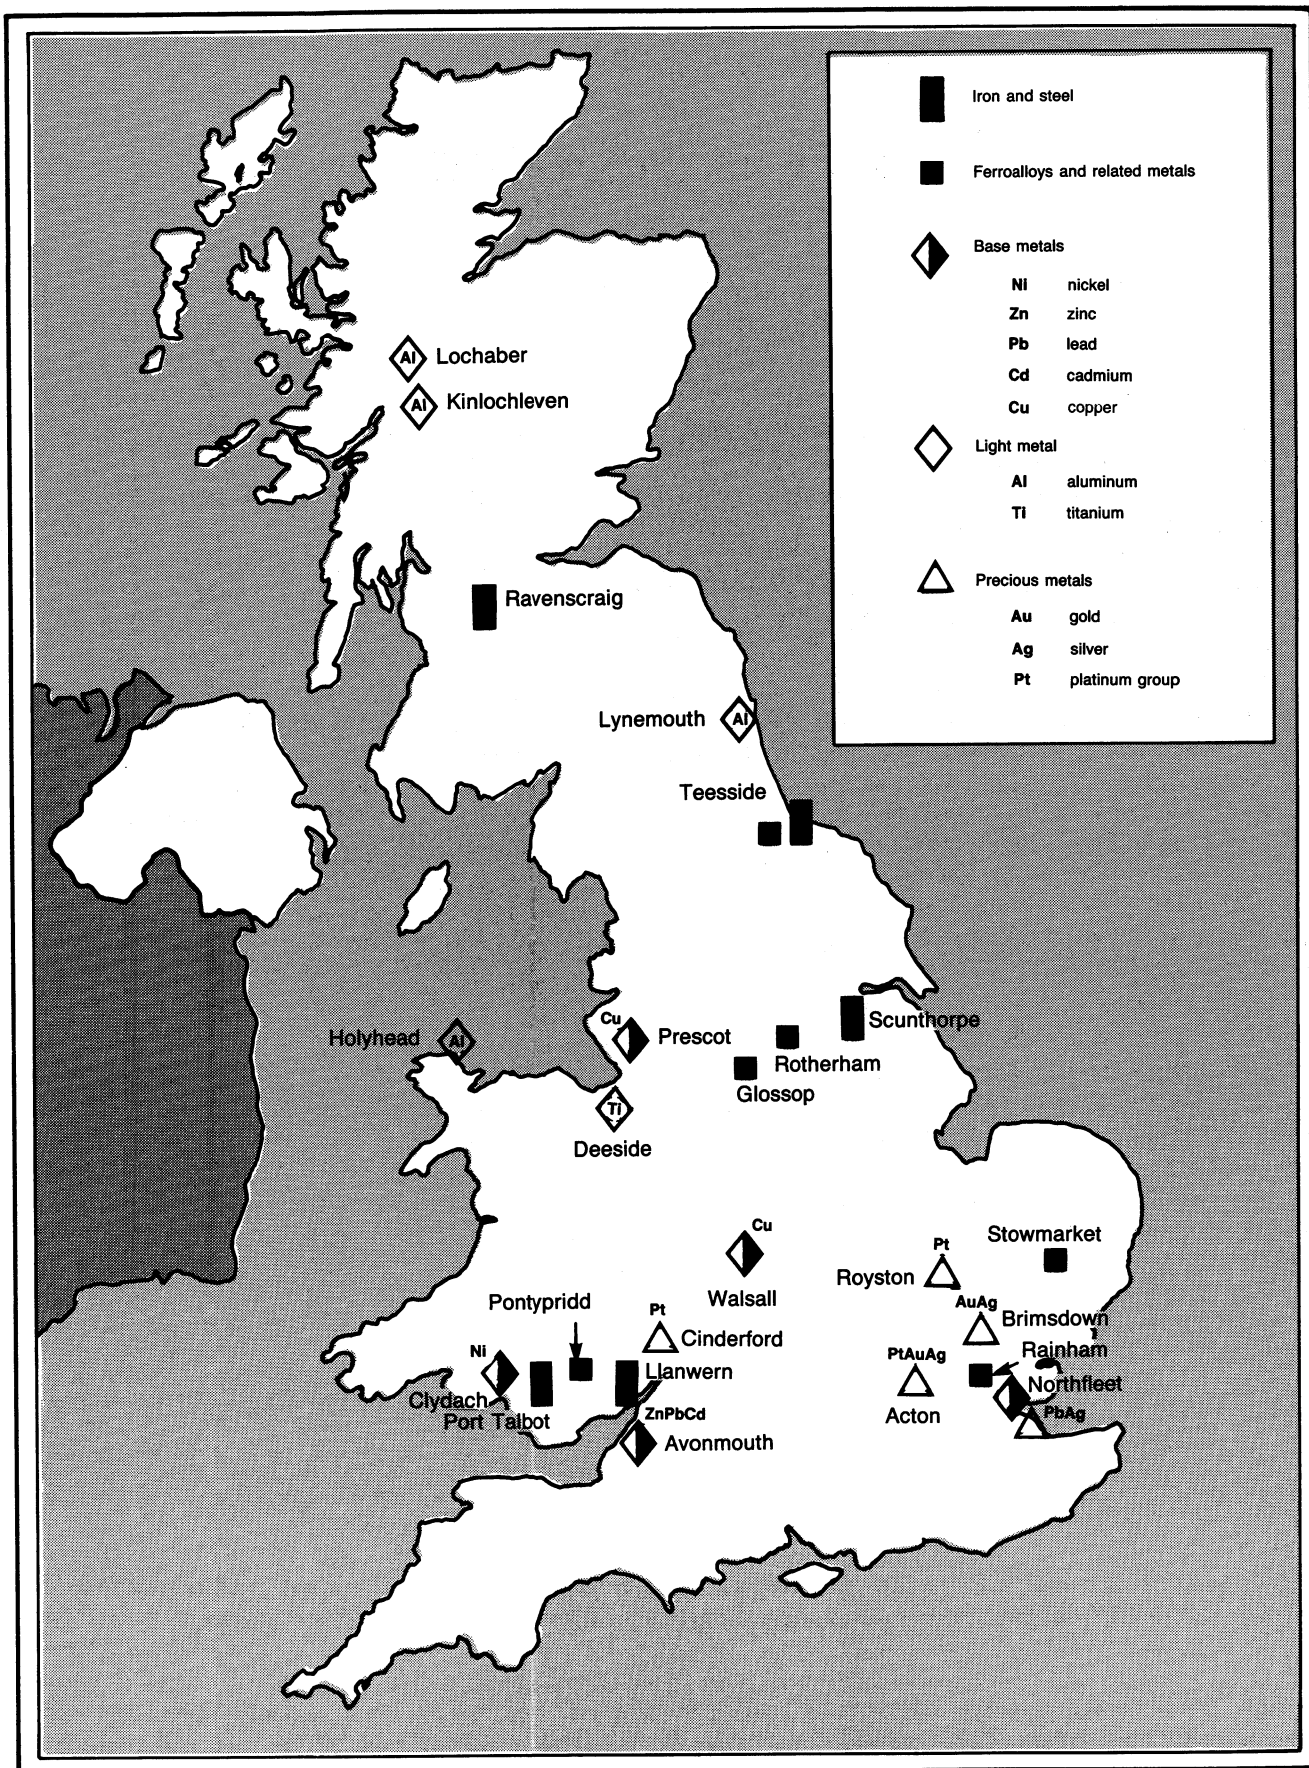 Iron and steel
Ferroalloys and related metals
Base metals
Ni nickel
Zn zinc
Pb lead
Cd cadmium
Cu copper
Light metal
Al aluminum
Ti titanium
Precious metals
Au gold
Ag silver
Pt platinum group
Al Lochaber
Al Kinlochleven
Ravenscraig
Lynemouth Al
Teesside
Scunthorpe
Cu
Holyhead Al
Prescot
Rotherham
Glossop
Ti
Deeside
Cu
Walsall
Stowmarket
Pt
Royston
Pontypridd
Pt
Cinderford
AuAg
Brimsdown
Rainham
Ni
Clydach
Llanwern
PtAuAg
Acton
Northfleet
PbAg
Port Talbot
ZnPbCd
Avonmouth